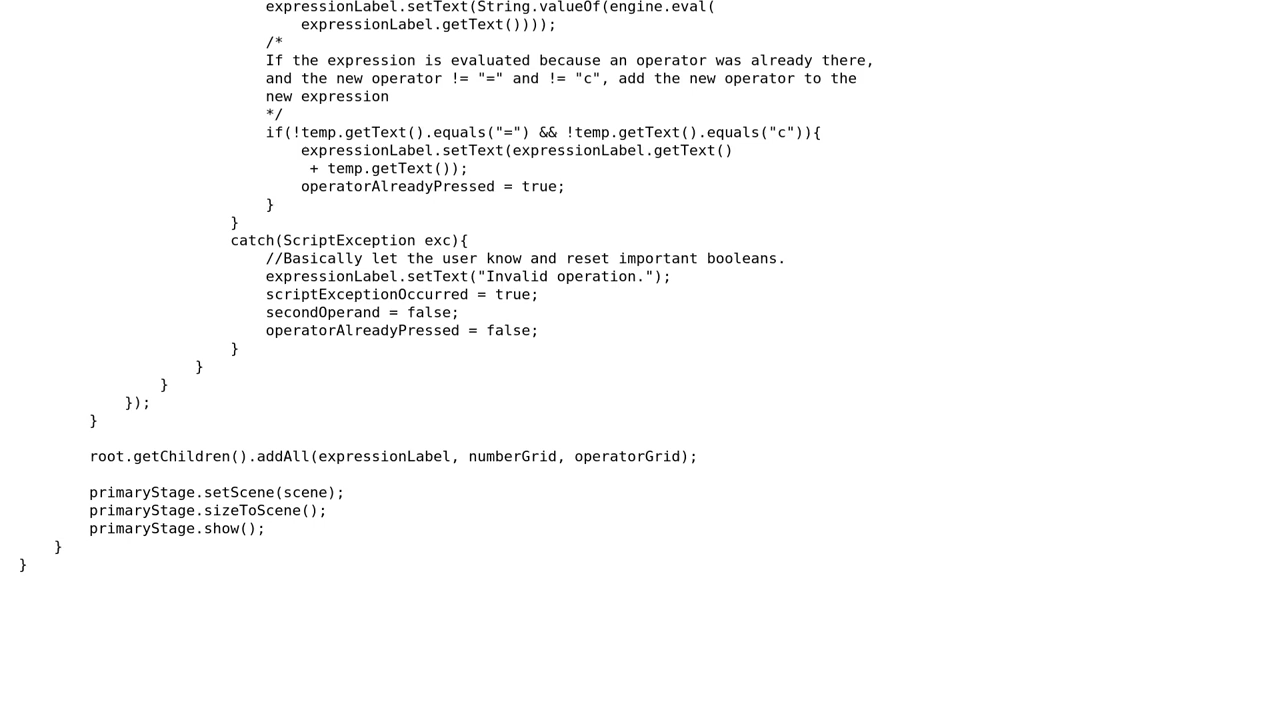 expressionLabel.setText(String.valueOf(engine.eval(
expressionLabel.getText())));
/*
If the expression is evaluated because an operator was already there,
and the new operator != "=" and != "c", add the new operator to the
new expression
*/
if(!temp.getText().equals("=") && !temp.getText().equals("c")){
expressionLabel.setText(expressionLabel.getText()
+ temp.getText());
operatorAlreadyPressed = true;
}
}
catch(ScriptException exc){
//Basically let the user know and reset important booleans.
expressionLabel.setText("Invalid operation.");
scriptExceptionOccurred = true;
secondOperand = false;
operatorAlreadyPressed = false;
}
}
}
});
}
root.getChildren().addAll(expressionLabel, numberGrid, operatorGrid);
primaryStage.setScene(scene);
primaryStage.sizeToScene();
primaryStage.show();
}
}